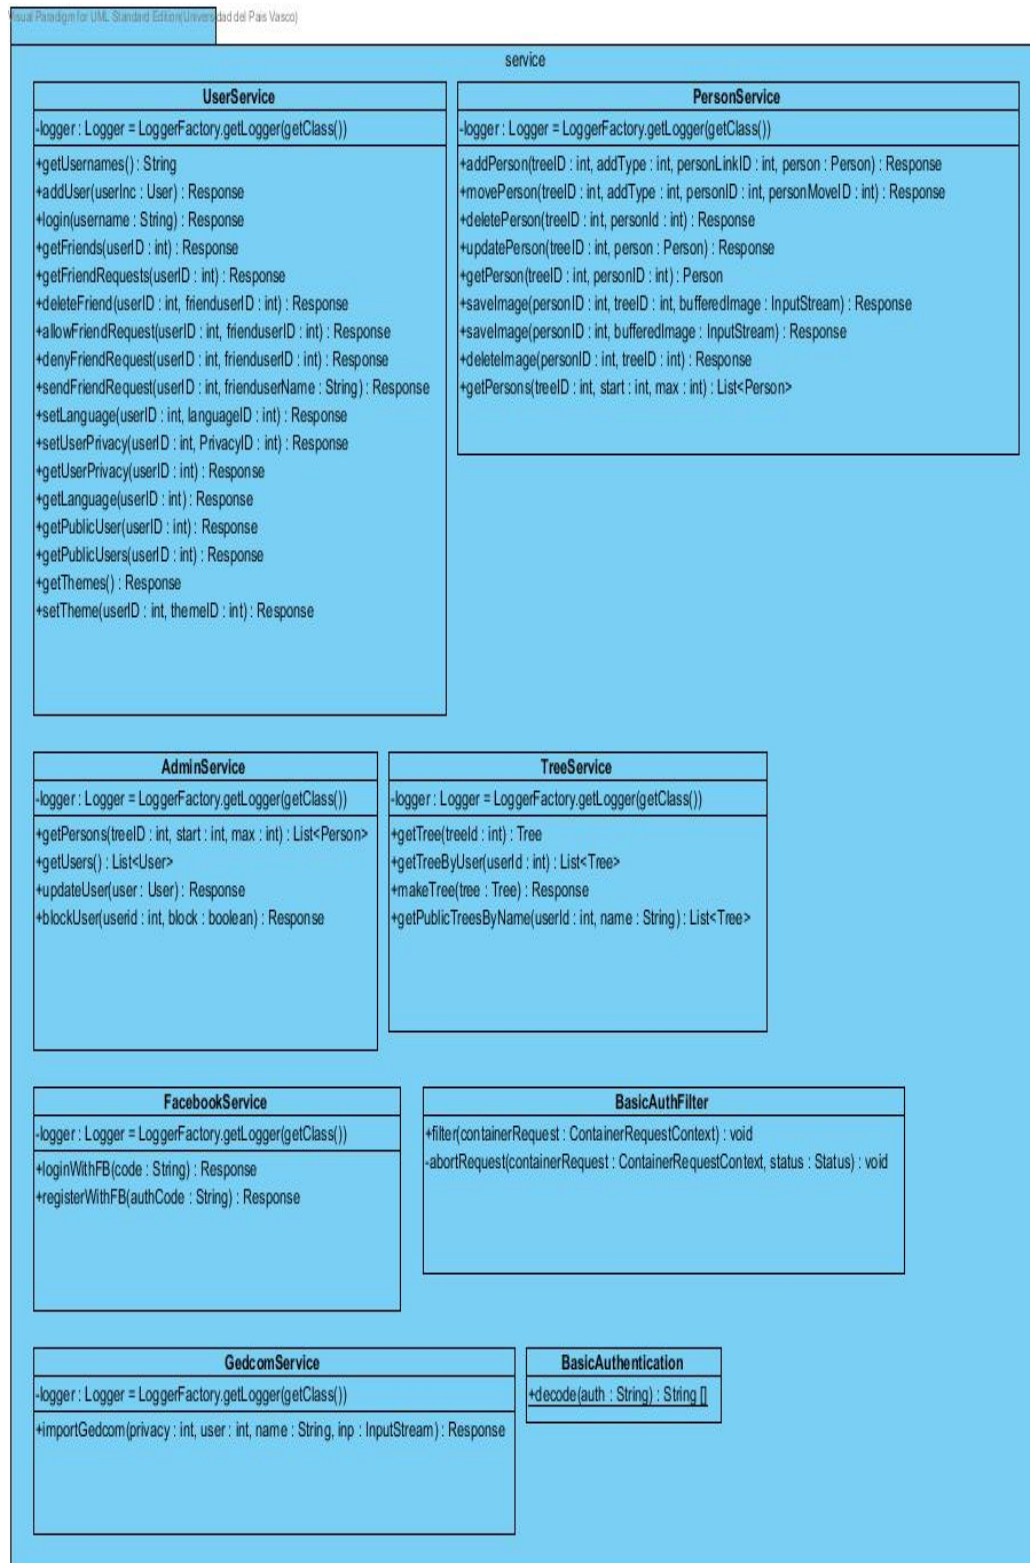 Visual Paradigm for UML Standard Edition(Universidad del Pais Vasco)
service
UserService
-logger : Logger = LoggerFactory.getLogger(getClass())
+getUsernames() : String
+addUser(userInc : User) : Response
+login(username : String) : Response
+getFriends(userID : int) : Response
+getFriendRequests(userID : int) : Response
+deleteFriend(userID : int, frienduserID : int) : Response
+allowFriendRequest(userID : int, frienduserID : int) : Response
+denyFriendRequest(userID : int, frienduserID : int) : Response
+sendFriendRequest(userID : int, frienduserName : String) : Response
+setLanguage(userID : int, languageID : int) : Response
+setUserPrivacy(userID : int, PrivacyID : int) : Response
+getUserPrivacy(userID : int) : Response
+getLanguage(userID : int) : Response
+getPublicUser(userID : int) : Response
+getPublicUsers(userID : int) : Response
+getThemes() : Response
+setTheme(userID : int, themeID : int) : Response
PersonService
-logger : Logger = LoggerFactory.getLogger(getClass())
+addPerson(treeID : int, addType : int, personLinkID : int, person : Person) : Response
+movePerson(treeID : int, addType : int, personID : int, personMoveID : int) : Response
+deletePerson(treeID : int, personId : int) : Response
+updatePerson(treeID : int, person : Person) : Response
+getPerson(treeID : int, personID : int) : Person
+saveImage(personID : int, treeID : int, bufferedImage : InputStream) : Response
+saveImage(personID : int, bufferedImage : InputStream) : Response
+deleteImage(personID : int, treeID : int) : Response
+getPersons(treeID : int, start : int, max : int) : List<Person>
AdminService
-logger : Logger = LoggerFactory.getLogger(getClass())
+getPersons(treeID : int, start : int, max : int) : List<Person>
+getUsers() : List<User>
+updateUser(user : User) : Response
+blockUser(userid : int, block : boolean) : Response
TreeService
-logger : Logger = LoggerFactory.getLogger(getClass())
+getTree(treeId : int) : Tree
+getTreeByUser(userId : int) : List<Tree>
+makeTree(tree : Tree) : Response
+getPublicTreesByName(userId : int, name : String) : List<Tree>
FacebookService
-logger : Logger = LoggerFactory.getLogger(getClass())
+loginWithFB(code : String) : Response
+registerWithFB(authCode : String) : Response
BasicAuthFilter
+filter(containerRequest : ContainerRequestContext) : void
-abortRequest(containerRequest : ContainerRequestContext, status : Status) : void
GedcomService
-logger : Logger = LoggerFactory.getLogger(getClass())
+importGedcom(privacy : int, user : int, name : String, inp : InputStream) : Response
BasicAuthentication
+decode(auth : String) : String []